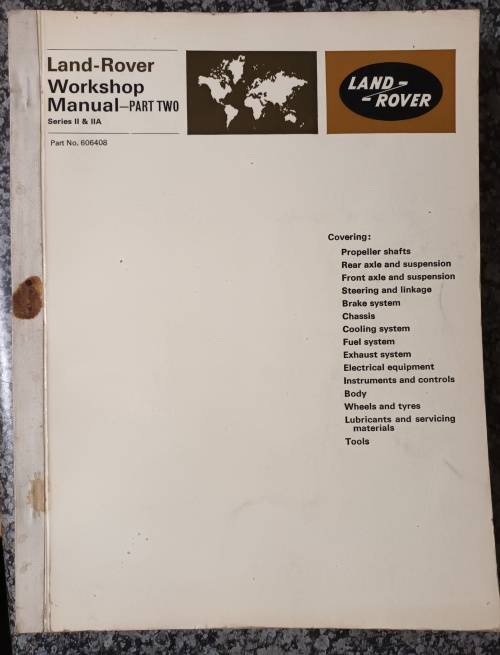 Land-Rover
Workshop
Manual—PART TWO
Series II & IIA
Part No. 606408
LAND-
-ROVER
Covering:
Propeller shafts
Rear axle and suspension
Front axle and suspension
Steering and linkage
Brake system
Chassis
Cooling system
Fuel system
Exhaust system
Electrical equipment
Instruments and controls
Body
Wheels and tyres
Lubricants and servicing
materials
Tools